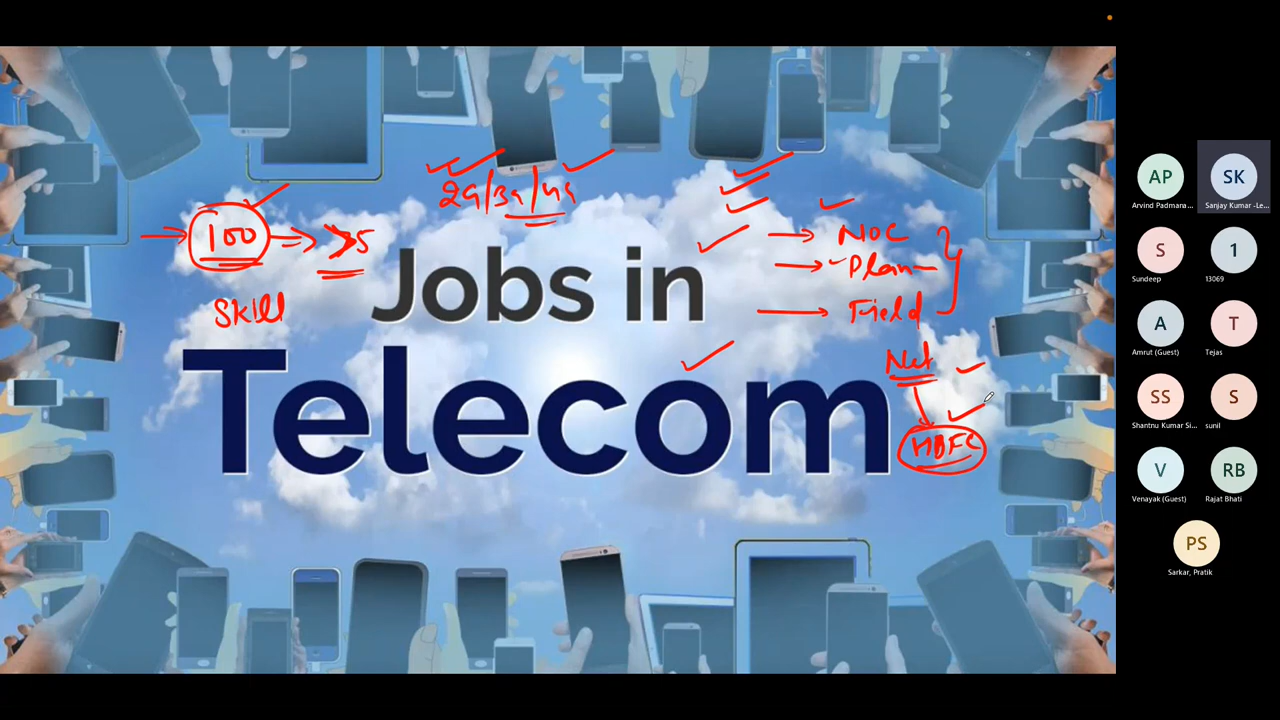 2G/3G/4G
100
75
Skill
NOC
Plan
Field
Net
HDFC
Jobs in
Telecom
AP
Arvind Padmana...
SK
Sanjay Kumar -Le...
S
Sundeep
1
13069
A
Amrut (Guest)
T
Tejas
SS
Shantnu Kumar Si...
S
sunil
V
Venayak (Guest)
RB
Rajat Bhati
PS
Sarkar, Pratik